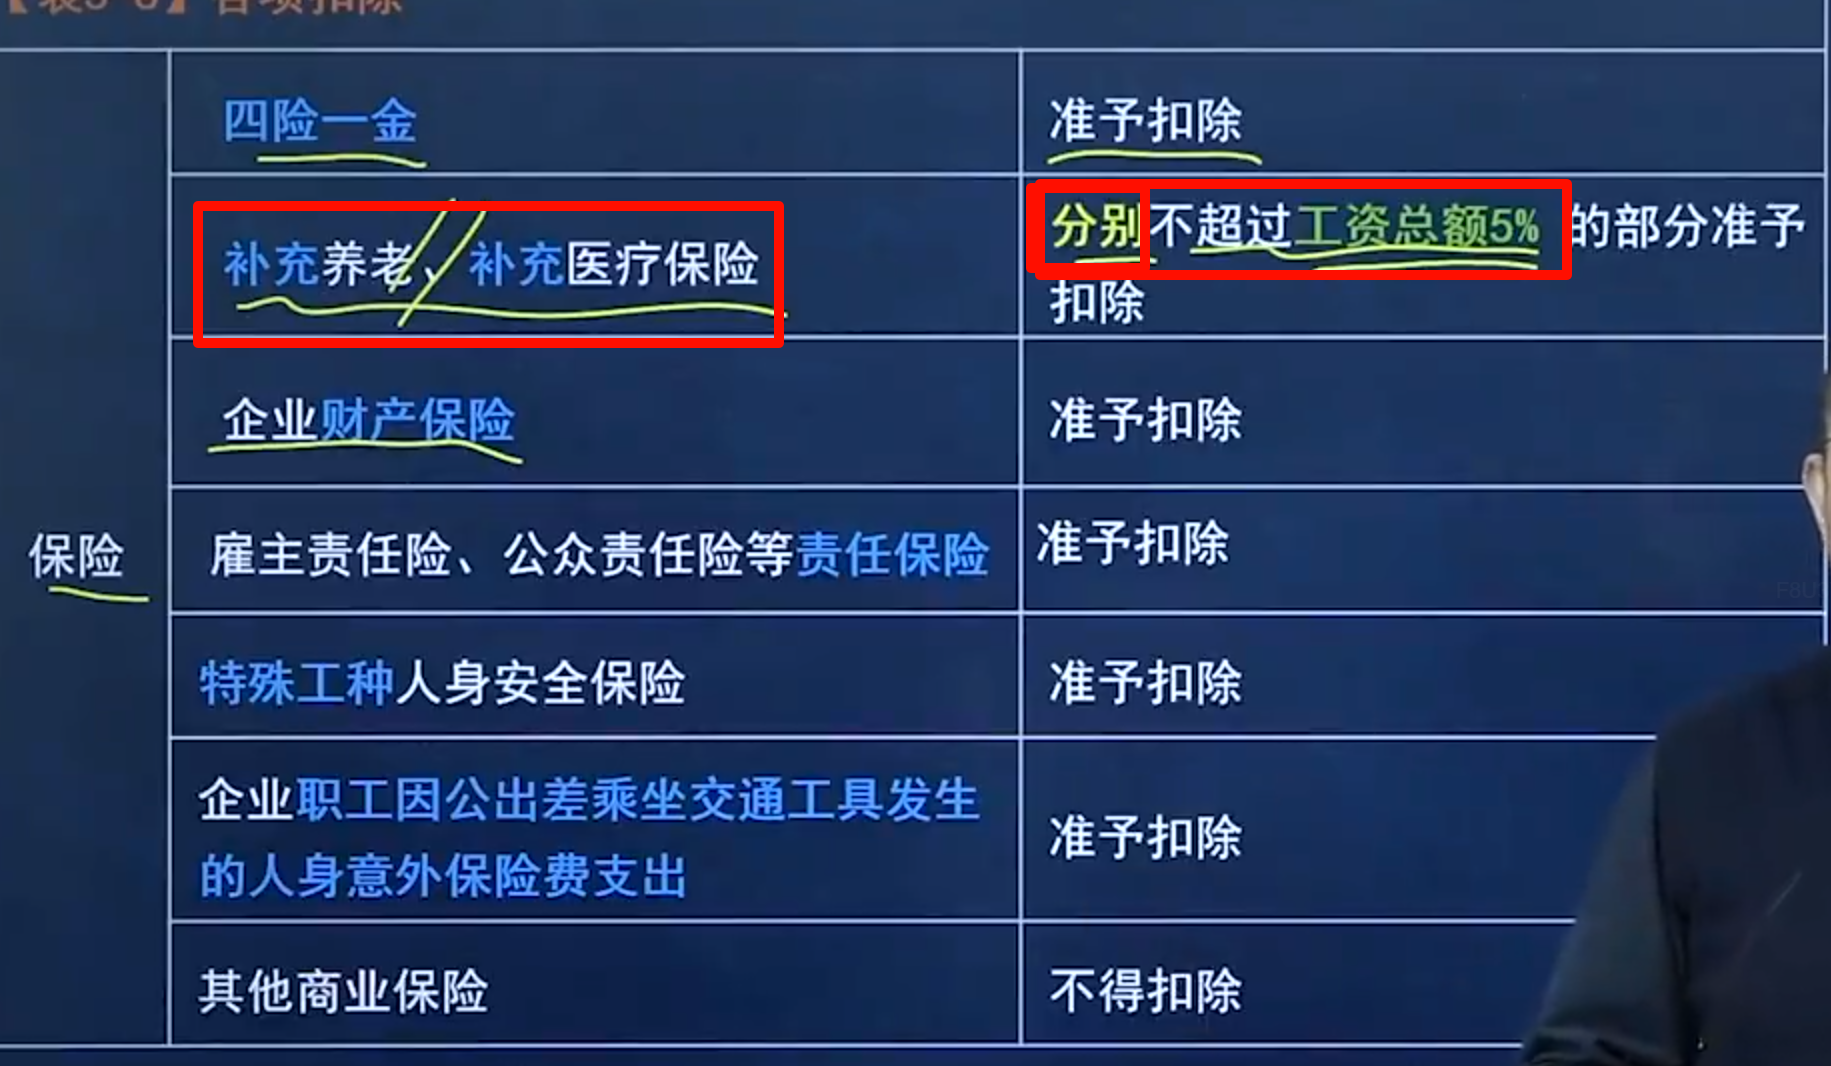 各项扣除
四险一金
准予扣除
补充养老、补充医疗保险
分别不超过工资总额5%的部分准予
扣除
企业财产保险
准予扣除
保险
雇主责任险、公众责任险等责任保险
准予扣除
特殊工种人身安全保险
准予扣除
企业职工因公出差乘坐交通工具发生
的人身意外保险费支出
准予扣除
其他商业保险
不得扣除